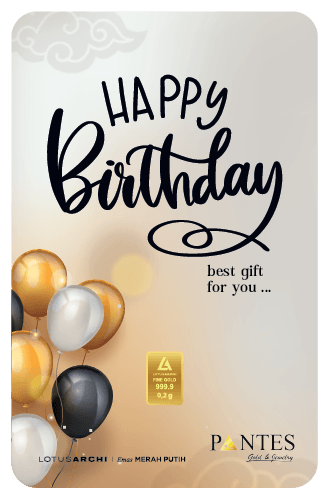 HAPPY
Birthday
best gift
for you ...
LOTUSARCHI
FINE GOLD
999.9
0,2 g
PANTES
Gold & Jewelry
LOTUSARCHI | Emas MERAH PUTIH